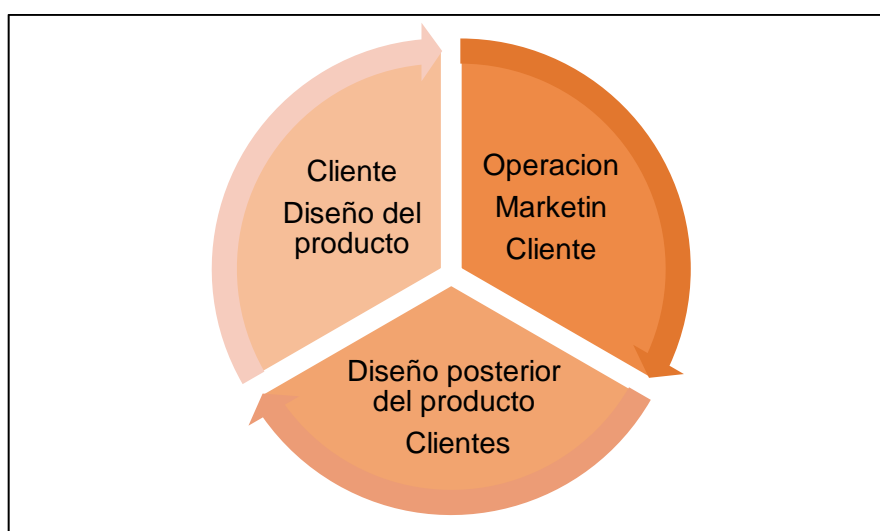 Cliente
Diseño del
producto
Operacion
Marketin
Cliente
Diseño posterior
del producto
Clientes